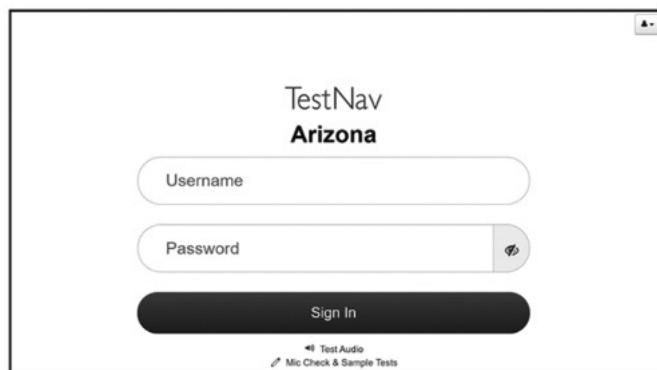 TestNav
Arizona
Username
Password
Sign In
Test Audio
Mic Check & Sample Tests